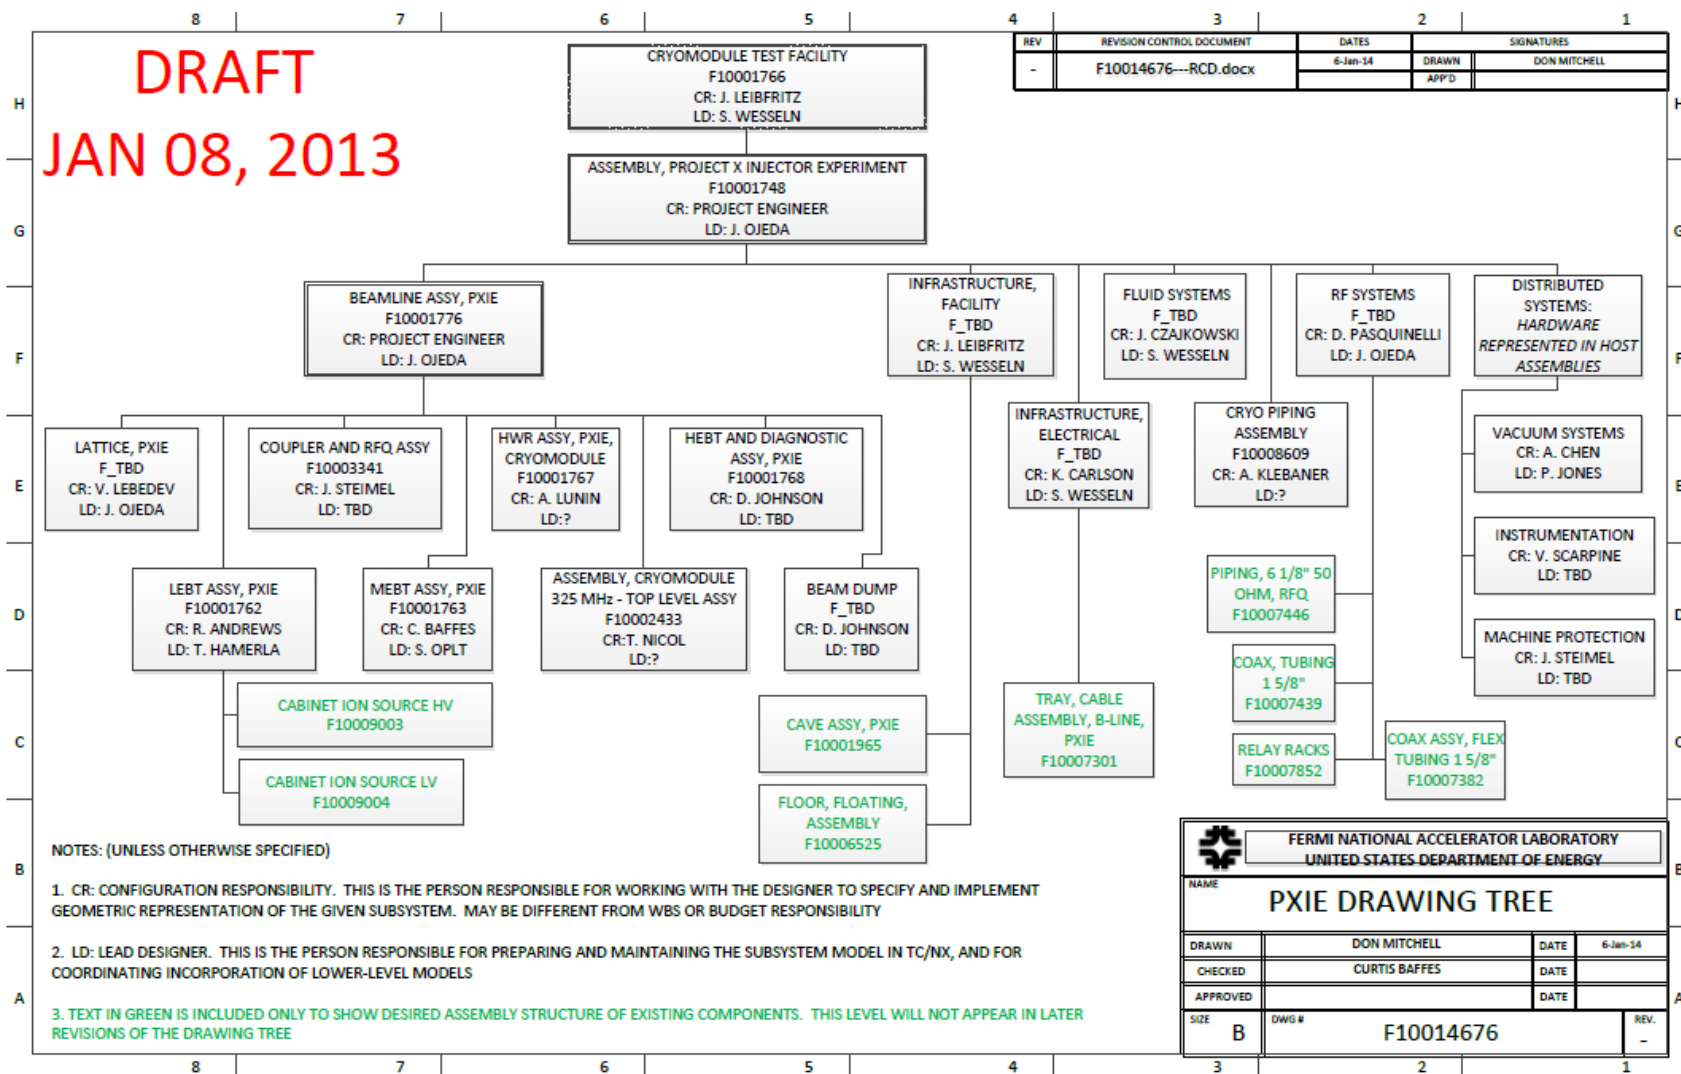 8 7 6 5 4 3 2 1
DRAFT
JAN 08, 2013
CRYOMODULE TEST FACILITY
F10001766
CR: J. LEIBFRITZ
LD: S. WESSELN
REV
REVISION CONTROL DOCUMENT
DATES
SIGNATURES
-
F10014676---RCD.docx
6-Jan-14
DRAWN
DON MITCHELL
APP'D
H
H
ASSEMBLY, PROJECT X INJECTOR EXPERIMENT
F10001748
CR: PROJECT ENGINEER
LD: J. OJEDA
G
G
BEAMLINE ASSY, PXIE
F10001776
CR: PROJECT ENGINEER
LD: J. OJEDA
INFRASTRUCTURE,
FACILITY
F_TBD
CR: J. LEIBFRITZ
LD: S. WESSELN
FLUID SYSTEMS
F_TBD
CR: J. CZAJKOWSKI
LD: S. WESSELN
RF SYSTEMS
F_TBD
CR: D. PASQUINELLI
LD: J. OJEDA
DISTRIBUTED
SYSTEMS:
HARDWARE
REPRESENTED IN HOST
ASSEMBLIES
F
F
LATTICE, PXIE
F_TBD
CR: V. LEBEDEV
LD: J. OJEDA
COUPLER AND RFQ ASSY
F10003341
CR: J. STEIMEL
LD: TBD
HWR ASSY, PXIE,
CRYOMODULE
F10001767
CR: A. LUNIN
LD:?
HEBT AND DIAGNOSTIC
ASSY, PXIE
F10001768
CR: D. JOHNSON
LD: TBD
INFRASTRUCTURE,
ELECTRICAL
F_TBD
CR: K. CARLSON
LD: S. WESSELN
CRYO PIPING
ASSEMBLY
F10008609
CR: A. KLEBANER
LD:?
VACUUM SYSTEMS
CR: A. CHEN
LD: P. JONES
E
E
INSTRUMENTATION
CR: V. SCARPINE
LD: TBD
LEBT ASSY, PXIE
F10001762
CR: R. ANDREWS
LD: T. HAMERLA
MEBT ASSY, PXIE
F10001763
CR: C. BAFFES
LD: S. OPLT
ASSEMBLY, CRYOMODULE
325 MHz - TOP LEVEL ASSY
F10002433
CR:T. NICOL
LD:?
BEAM DUMP
F_TBD
CR: D. JOHNSON
LD: TBD
PIPING, 6 1/8" 50
OHM, RFQ
F10007446
MACHINE PROTECTION
CR: J. STEIMEL
LD: TBD
D
D
COAX, TUBING
1 5/8"
F10007439
CABINET ION SOURCE HV
F10009003
CAVE ASSY, PXIE
F10001965
TRAY, CABLE
ASSEMBLY, B-LINE,
PXIE
F10007301
RELAY RACKS
F10007852
COAX ASSY, FLEX
TUBING 1 5/8"
F10007382
C
C
CABINET ION SOURCE LV
F10009004
FLOOR, FLOATING,
ASSEMBLY
F10006525
NOTES: (UNLESS OTHERWISE SPECIFIED)
B
B
1. CR: CONFIGURATION RESPONSIBILITY. THIS IS THE PERSON RESPONSIBLE FOR WORKING WITH THE DESIGNER TO SPECIFY AND IMPLEMENT
GEOMETRIC REPRESENTATION OF THE GIVEN SUBSYSTEM. MAY BE DIFFERENT FROM WBS OR BUDGET RESPONSIBILITY
2. LD: LEAD DESIGNER. THIS IS THE PERSON RESPONSIBLE FOR PREPARING AND MAINTAINING THE SUBSYSTEM MODEL IN TC/NX, AND FOR
COORDINATING INCORPORATION OF LOWER-LEVEL MODELS
A
A
3. TEXT IN GREEN IS INCLUDED ONLY TO SHOW DESIRED ASSEMBLY STRUCTURE OF EXISTING COMPONENTS. THIS LEVEL WILL NOT APPEAR IN LATER
REVISIONS OF THE DRAWING TREE
FERMI NATIONAL ACCELERATOR LABORATORY
UNITED STATES DEPARTMENT OF ENERGY
NAME
PXIE DRAWING TREE
DRAWN
DON MITCHELL
DATE
6-Jan-14
CHECKED
CURTIS BAFFES
DATE
APPROVED
DATE
SIZE
B
DWG #
F10014676
REV.
-
8 7 6 5 4 3 2 1